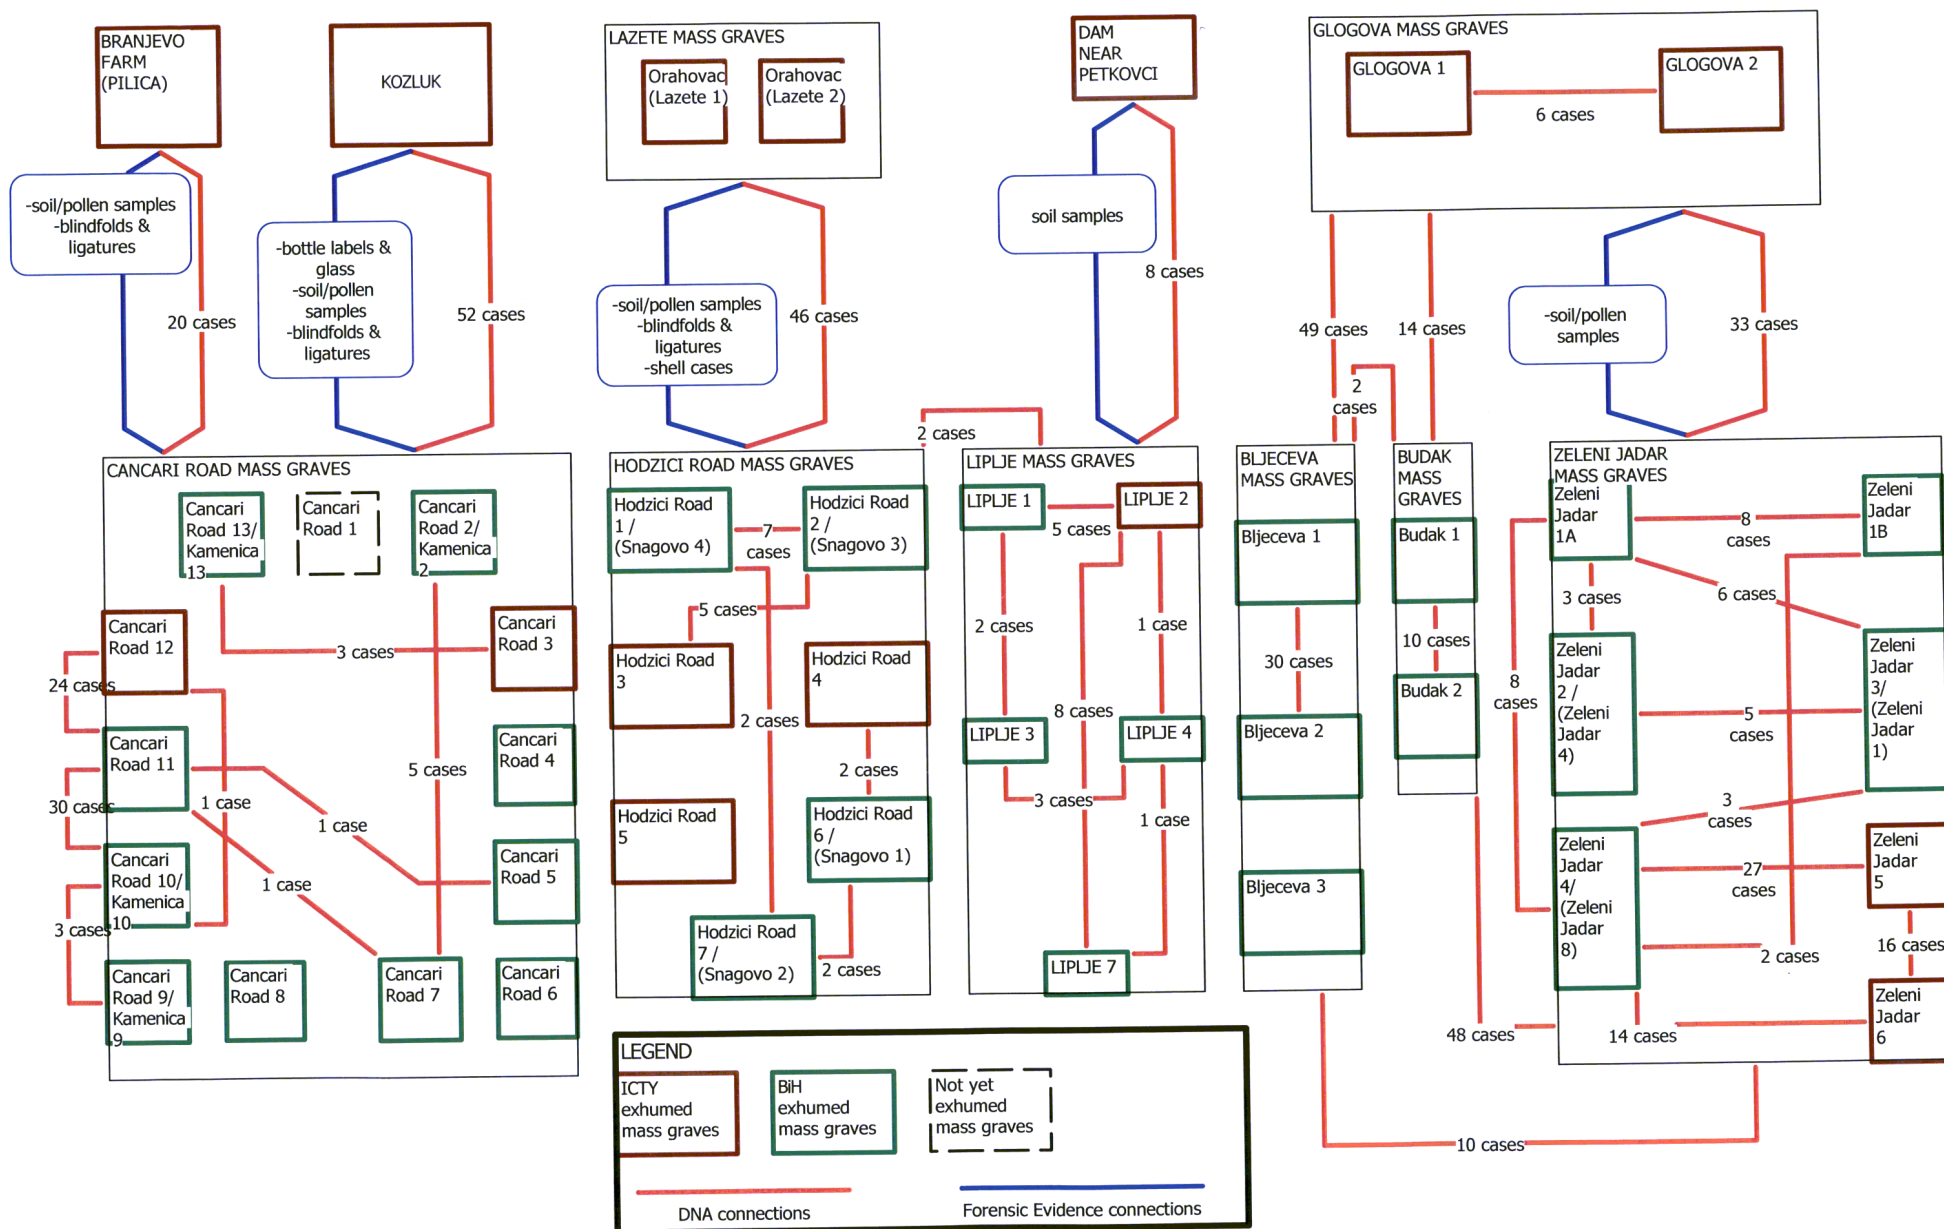 BRANJEVO
FARM
(PILICA)
KOZLUK
LAZETE MASS GRAVES
Orahovac
(Lazete 1)
Orahovac
(Lazete 2)
DAM
NEAR
PETKOVCI
GLOGOVA MASS GRAVES
GLOGOVA 1
GLOGOVA 2
6 cases
-soil/pollen samples
-blindfolds &
ligatures
20 cases
-bottle labels &
glass
-soil/pollen
samples
-blindfolds &
ligatures
52 cases
-soil/pollen samples
-blindfolds &
ligatures
-shell cases
46 cases
soil samples
8 cases
49 cases
14 cases
-soil/pollen
samples
33 cases
2
cases
2 cases
CANCARI ROAD MASS GRAVES
Cancari
Road 13/
Kamenica
13
Cancari
Road 1
Cancari
Road 2/
Kamenica
2
Cancari
Road 12
Cancari
Road 3
3 cases
24 cases
Cancari
Road 11
Cancari
Road 4
5 cases
30 cases
1 case
1 case
Cancari
Road 10/
Kamenica
10
Cancari
Road 5
1 case
3 cases
Cancari
Road 9/
Kamenica
9
Cancari
Road 8
Cancari
Road 7
Cancari
Road 6
HODZICI ROAD MASS GRAVES
Hodzici Road
1 /
(Snagovo 4)
7
cases
Hodzici Road
2 /
(Snagovo 3)
5 cases
Hodzici Road
3
Hodzici Road
4
2 cases
2 cases
Hodzici Road
5
Hodzici Road
6 /
(Snagovo 1)
Hodzici Road
7 /
(Snagovo 2)
2 cases
LIPLJE MASS GRAVES
LIPLJE 1
LIPLJE 2
5 cases
2 cases
1 case
8 cases
LIPLJE 3
LIPLJE 4
3 cases
1 case
LIPLJE 7
BLJECEVA
MASS GRAVES
Bljeceva 1
30 cases
Bljeceva 2
Bljeceva 3
BUDAK
MASS
GRAVES
Budak 1
10 cases
Budak 2
ZELENI JADAR
MASS GRAVES
Zeleni
Jadar
1A
8
cases
Zeleni
Jadar
1B
3 cases
6 cases
Zeleni
Jadar
2 /
(Zeleni
Jadar
4)
Zeleni
Jadar
3/
(Zeleni
Jadar
1)
8
cases
5
cases
3
cases
Zeleni
Jadar
4/
(Zeleni
Jadar
8)
27
cases
Zeleni
Jadar
5
2 cases
16 cases
14 cases
Zeleni
Jadar
6
48 cases
10 cases
LEGEND
ICTY
exhumed
mass graves
BiH
exhumed
mass graves
Not yet
exhumed
mass graves
DNA connections
Forensic Evidence connections